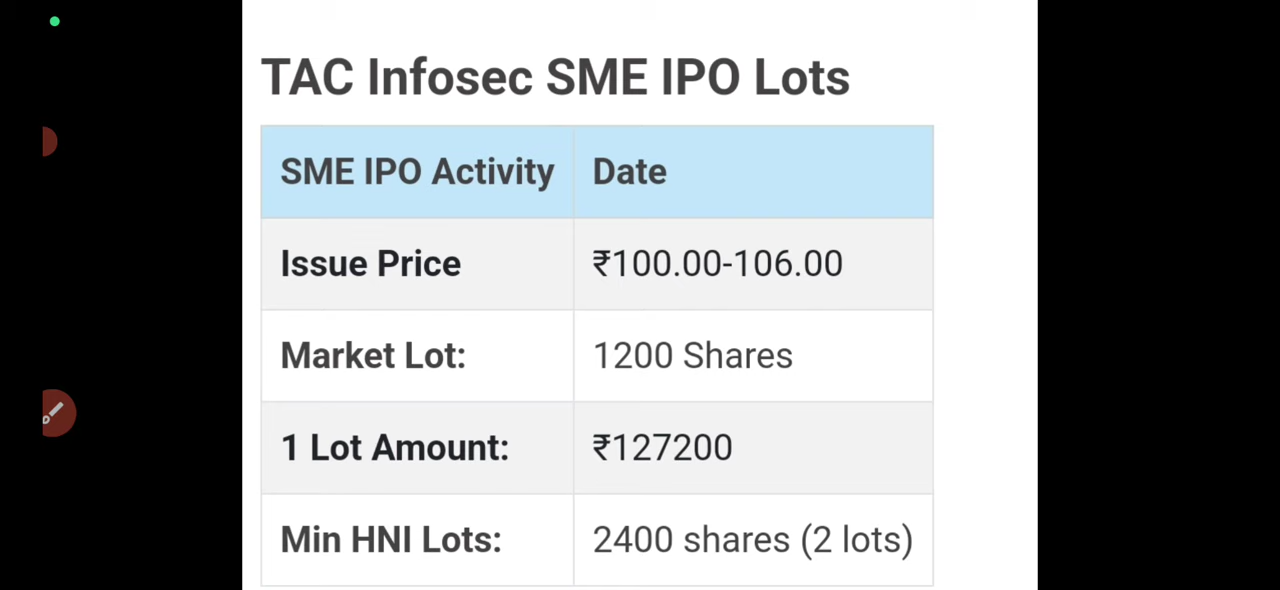 TAC Infosec SME IPO Lots
SME IPO Activity Date
Issue Price ₹100.00-106.00
Market Lot: 1200 Shares
1 Lot Amount: ₹127200
Min HNI Lots: 2400 shares (2 lots)